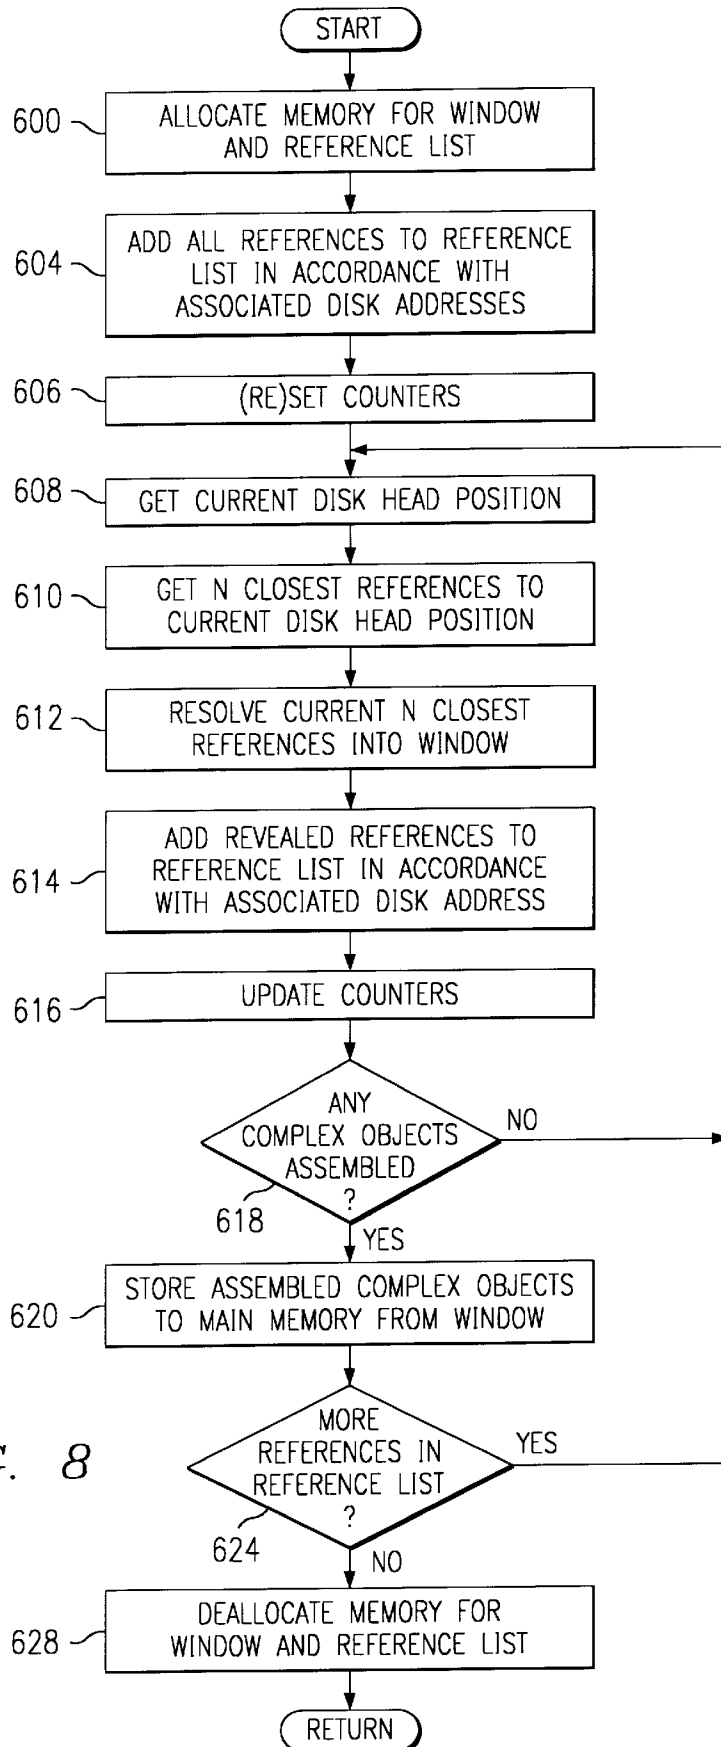 START
600
ALLOCATE MEMORY FOR WINDOW
AND REFERENCE LIST
604
ADD ALL REFERENCES TO REFERENCE
LIST IN ACCORDANCE WITH
ASSOCIATED DISK ADDRESSES
606
(RE)SET COUNTERS
608
GET CURRENT DISK HEAD POSITION
610
GET N CLOSEST REFERENCES TO
CURRENT DISK HEAD POSITION
612
RESOLVE CURRENT N CLOSEST
REFERENCES INTO WINDOW
614
ADD REVEALED REFERENCES TO
REFERENCE LIST IN ACCORDANCE
WITH ASSOCIATED DISK ADDRESS
616
UPDATE COUNTERS
ANY
COMPLEX OBJECTS
ASSEMBLED
?
NO
618
YES
620
STORE ASSEMBLED COMPLEX OBJECTS
TO MAIN MEMORY FROM WINDOW
MORE
REFERENCES IN
REFERENCE LIST
?
YES
8
624
NO
628
DEALLOCATE MEMORY FOR
WINDOW AND REFERENCE LIST
RETURN